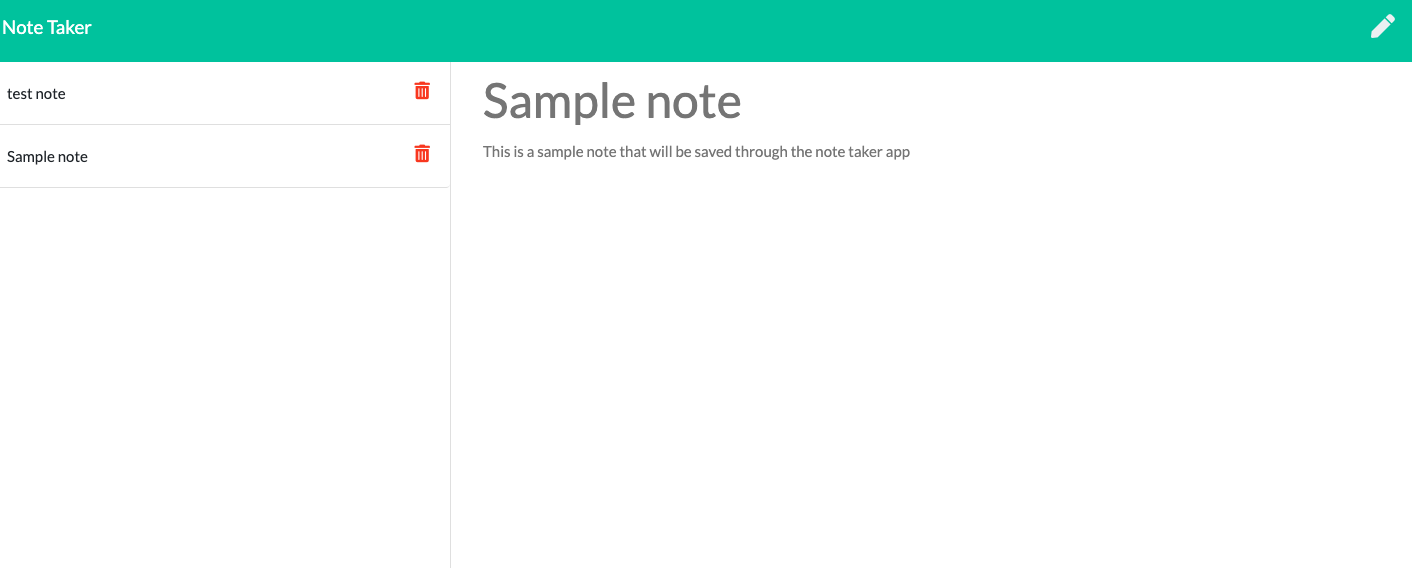 Note Taker
test note
Sample note
Sample note
This is a sample note that will be saved through the note taker app